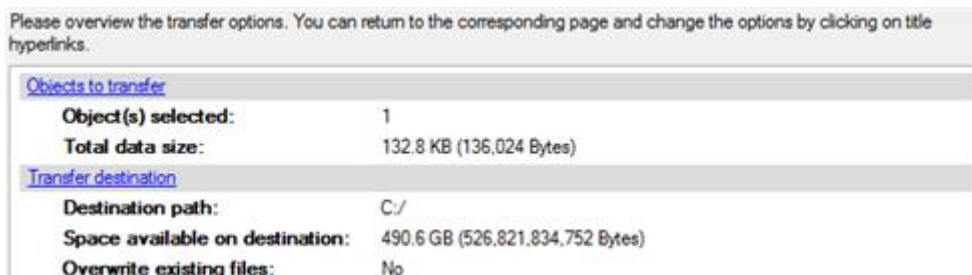 Please overview the transfer options. You can return to the corresponding page and change the options by clicking on title
hyperlinks.
Objects to transfer
Object(s) selected: 1
Total data size: 132.8 KB (136,024 Bytes)
Transfer destination
Destination path: C:/
Space available on destination: 490.6 GB (526,821,834,752 Bytes)
Overwrite existing files: No